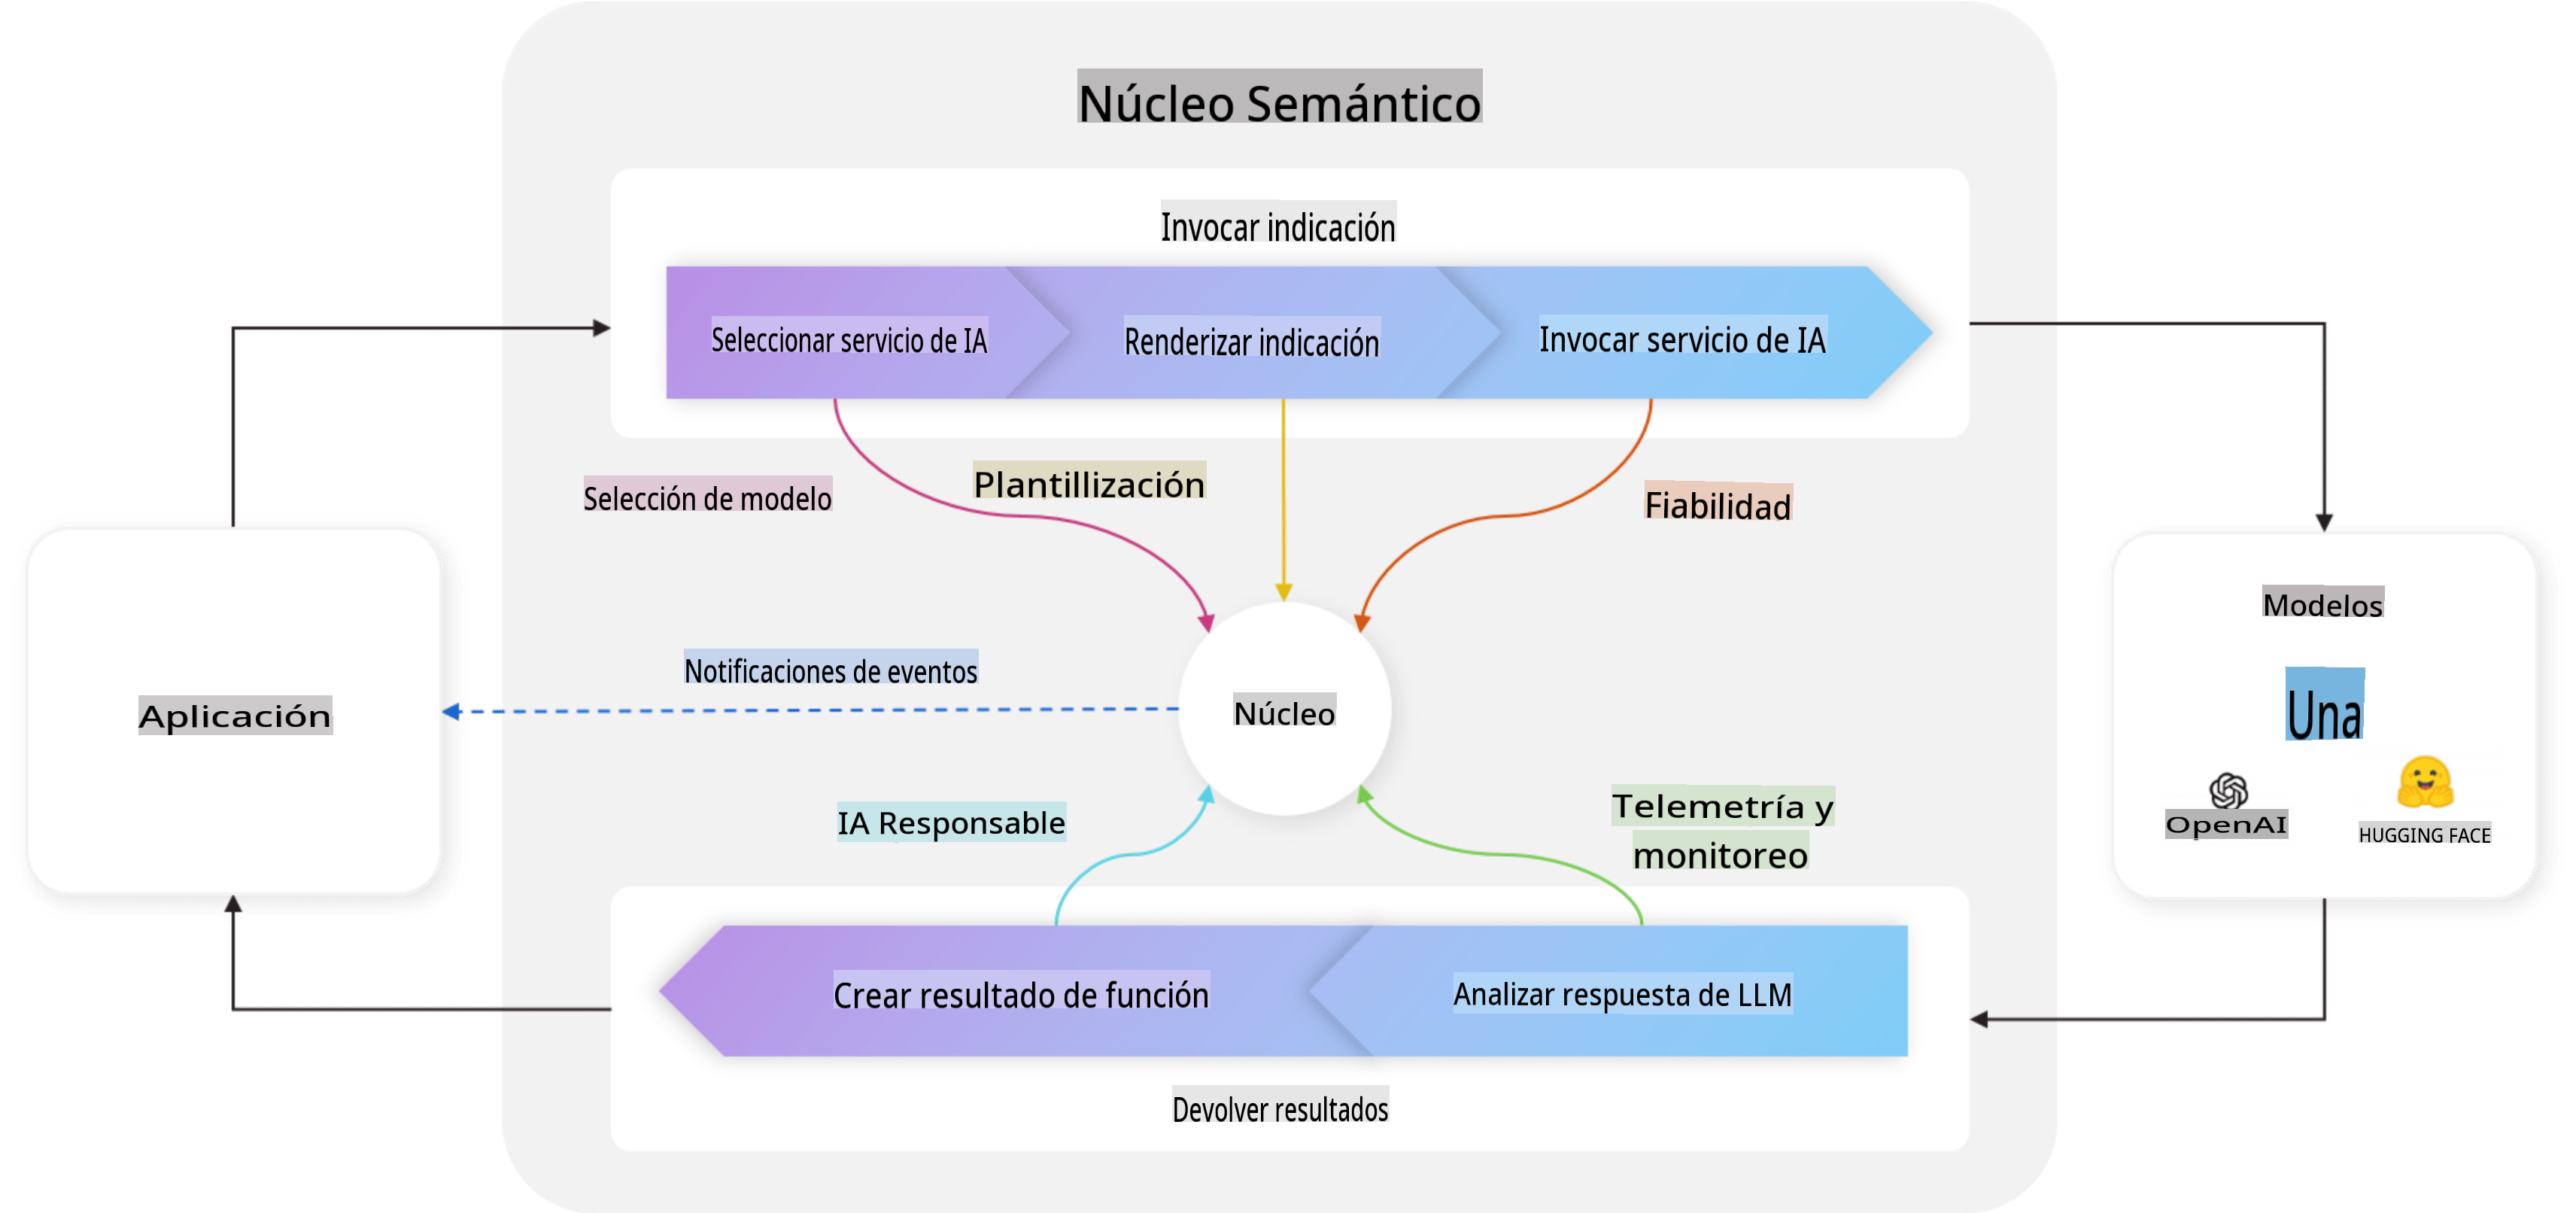 Núcleo Semántico
Invocar indicación
Seleccionar servicio de IA
Renderizar indicación
Invocar servicio de IA
Selección de modelo
Plantillización
Fiabilidad
Modelos
Notificaciones de eventos
Aplicación
Núcleo
Una
IA Responsable
Telemetría y
monitoreo
OpenAI
HUGGING FACE
Crear resultado de función
Analizar respuesta de LLM
Devolver resultados